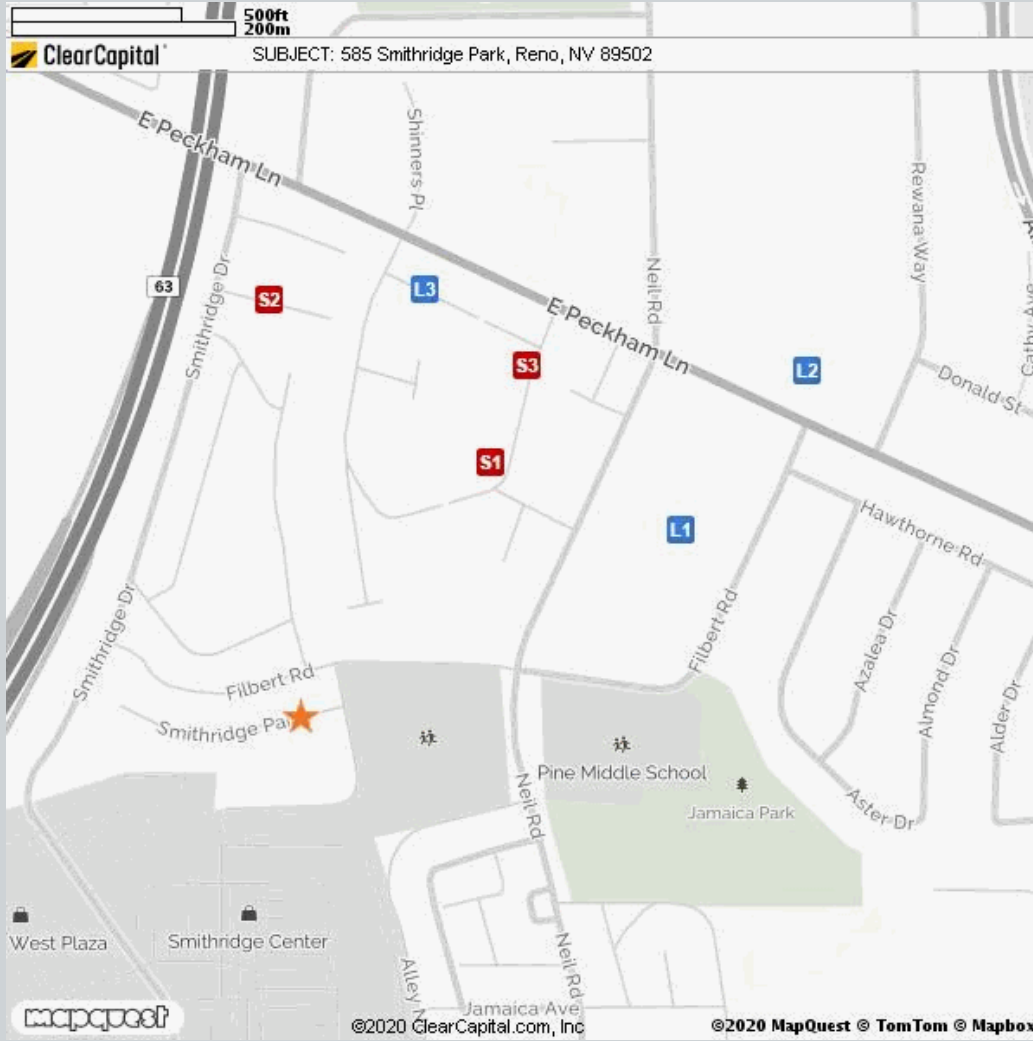 500ft
200m
ClearCapital
SUBJECT: 585 Smithridge Park, Reno, NV 89502
E Peckham Ln
Shinners Pl
Rewana Way
Neil Rd
63
Smithridge Dr
S2
L3
E Peckham Ln
S3
L2
Donald St
S1
L1
Hawthorne Rd
Smithridge Dr
Filbert Rd
Azalea Dr
Almond Dr
Alder Dr
Filbert Rd
Smithridge
Pine Middle School
Jamaica Park
Neil Rd
Aster Dr
West Plaza
Smithridge Center
Neil Rd
Alley
Jamaica Ave
mapquest
©2020 ClearCapital.com, Inc
©2020 MapQuest © TomTom © Mapbox